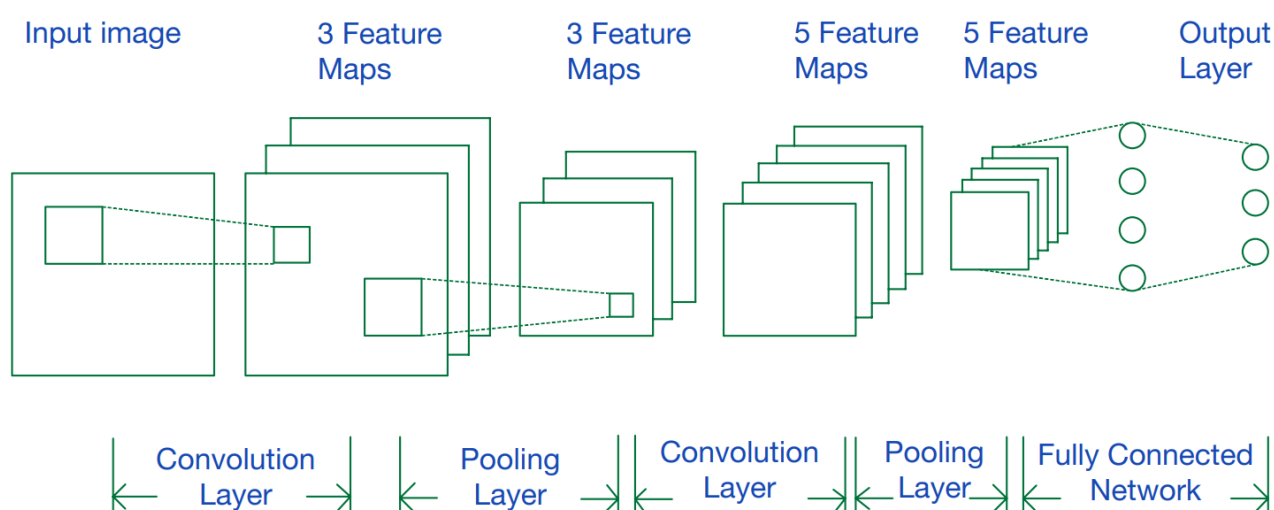 Input image
3 Feature
Maps
3 Feature
Maps
5 Feature
Maps
5 Feature
Maps
Output
Layer
Convolution
Layer
Pooling
Layer
Convolution
Layer
Pooling
Layer
Fully Connected
Network